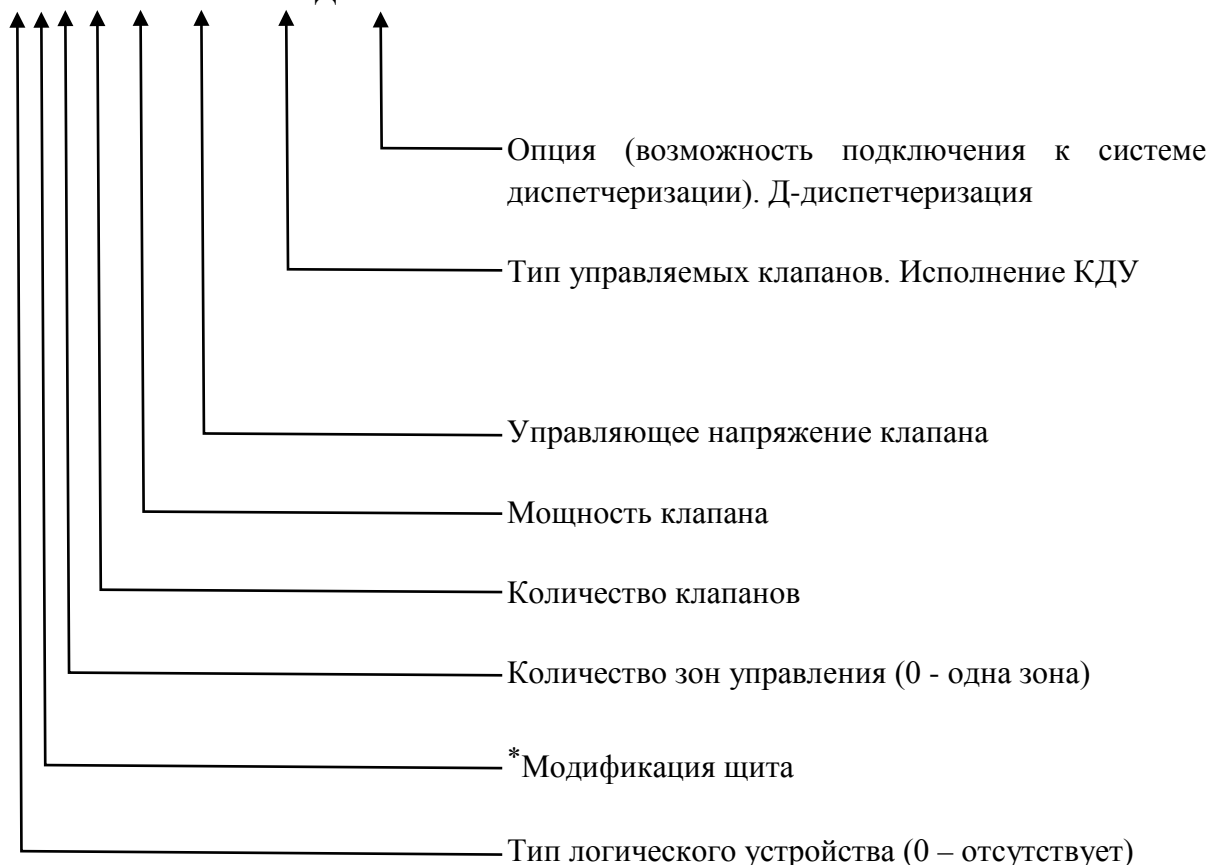 Опция (возможность подключения к системе
диспетчеризации). Д-диспетчеризация
Тип управляемых клапанов. Исполнение КДУ
Управляющее напряжение клапана
Мощность клапана
Количество клапанов
Количество зон управления (0 - одна зона)
*Модификация щита
Тип логического устройства (0 – отсутствует)